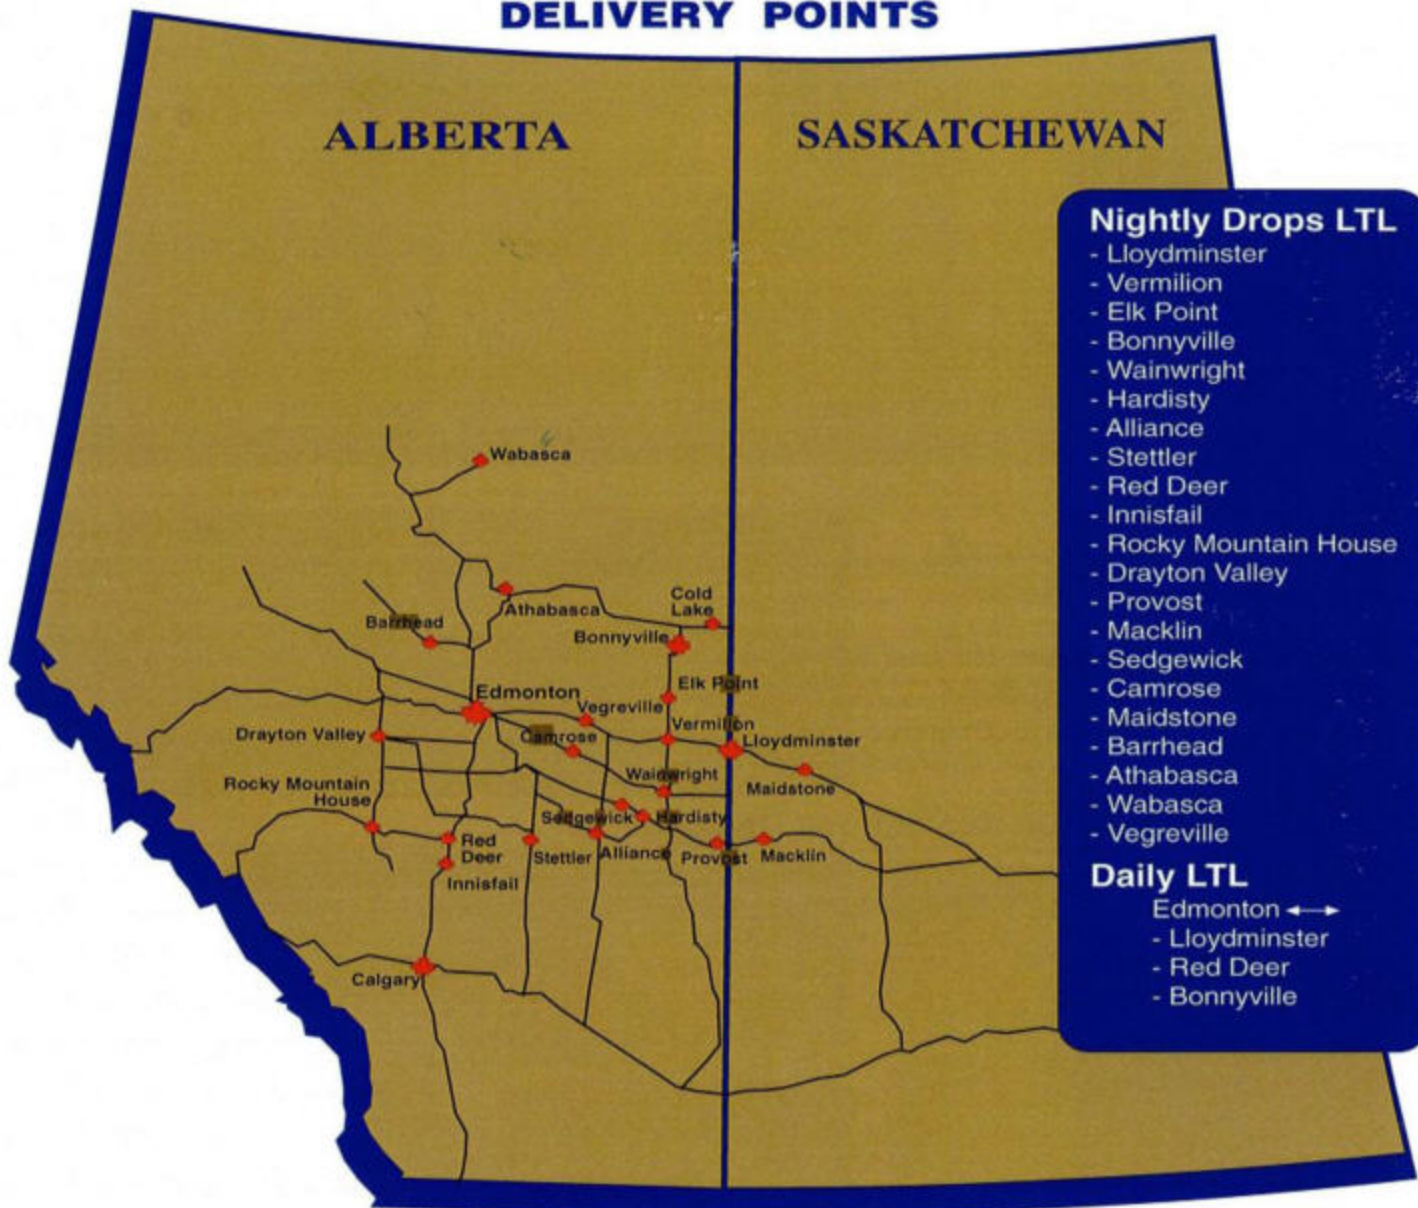 DELIVERY POINTS
ALBERTA
SASKATCHEWAN
Wabasca
Athabasca
Cold
Lake
Barrhead
Bonnyville
Elk Point
Edmonton
Vegreville
Vermilion
Drayton Valley
Camrose
Lloydminster
Wainwright
Maidstone
Rocky Mountain
House
Sedgewick
Hardisty
Red
Deer
Stettler
Alliance
Provost
Macklin
Innisfail
Calgary
Nightly Drops LTL
- Lloydminster
- Vermilion
- Elk Point
- Bonnyville
- Wainwright
- Hardisty
- Alliance
- Stettler
- Red Deer
- Innisfail
- Rocky Mountain House
- Drayton Valley
- Provost
- Macklin
- Sedgewick
- Camrose
- Maidstone
- Barrhead
- Athabasca
- Wabasca
- Vegreville
Daily LTL
Edmonton ↔
- Lloydminster
- Red Deer
- Bonnyville